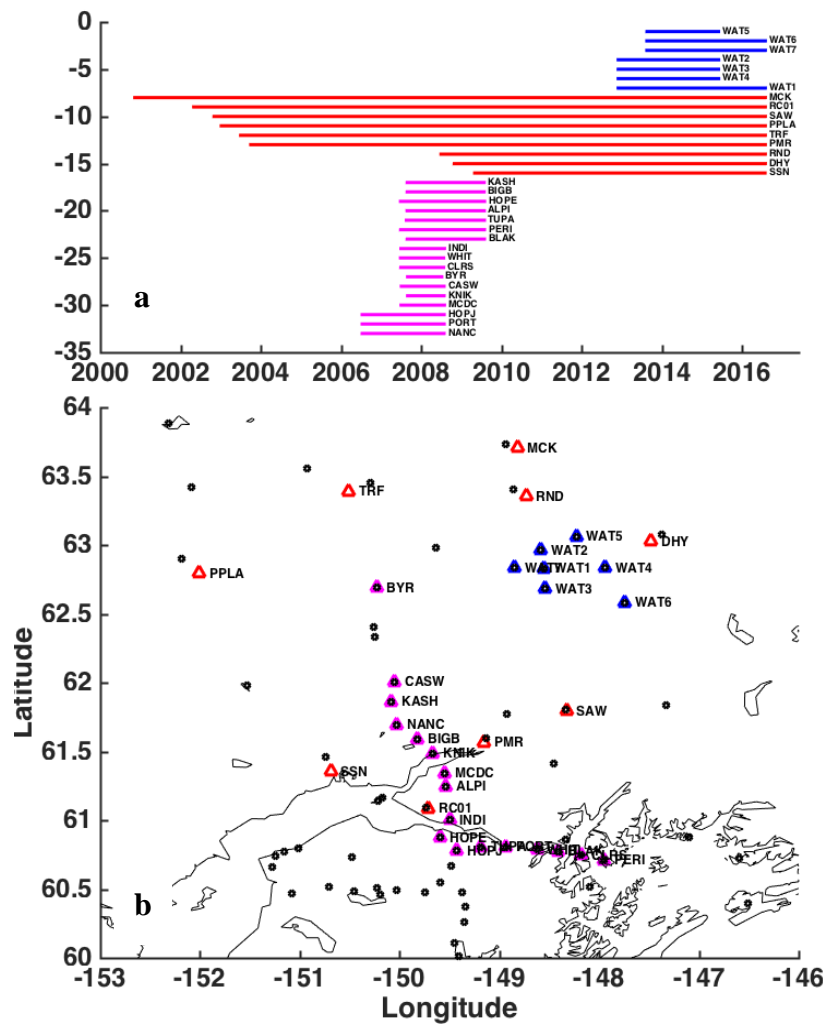 0
WAT5
WAT6
WAT7
WAT2
-5
WAT3
WAT4
WAT1
MCK
RC01
-10
SAW
PPLA
TRF
PMR
RND
-15
DHY
SSN
KASH
BIGB
HOPE
-20
ALPI
TUPA
PERI
BLAK
INDI
-25
WHIT
CLRS
BYR
CASW
KNIK
-30
MCDC
a
HOPJ
PORT
NANC
-35
2000 2002 2004 2006 2008 2010 2012 2014 2016
64
MCK
63.5
TRF
RND
WAT5
DHY
63
WAT2
WAT1
WAT4
PPLA
BYR
WAT3
WAT6
62.5
Latitude
62
CASW
KASH
SAW
NANC
BIGB
PMR
61.5
KNIK
SSN
MCDC
ALPI
RC01
61
INDI
HOPE
HOPJ
PORT
PERI
60.5
b
60
-153 -152 -151 -150 -149 -148 -147 -146
Longitude